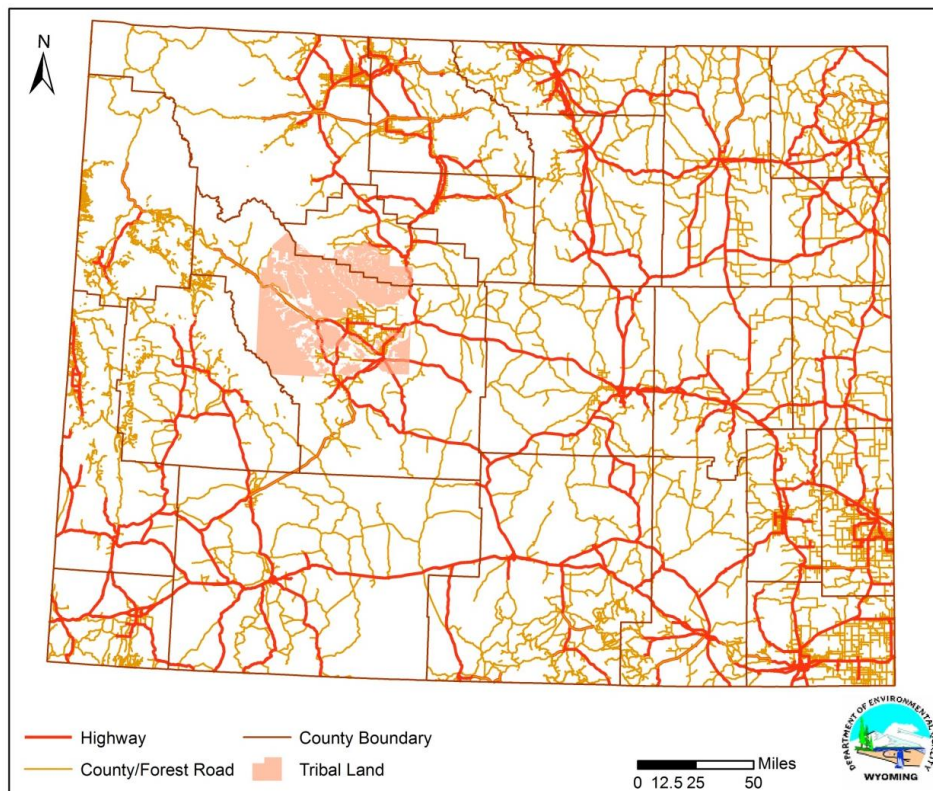 N
Highway
County/Forest Road
County Boundary
Tribal Land
Miles
0 12.5 25 50
DEPARTMENT OF ENVIRONMENTAL QUALITY
WYOMING